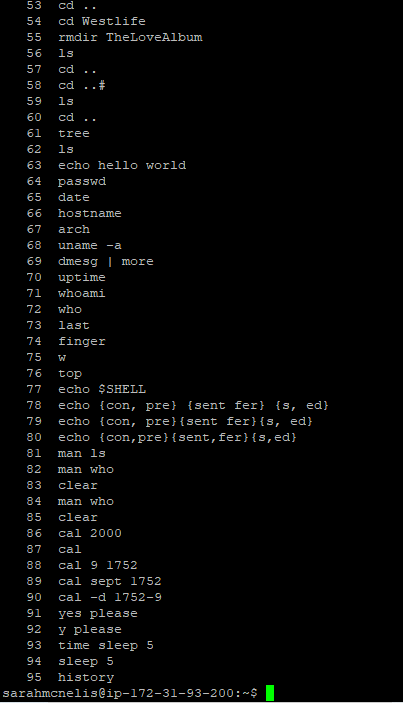 53 cd ..
54 cd Westlife
55 rmdir TheLoveAlbum
56 ls
57 cd ..
58 cd ..#
59 ls
60 cd ..
61 tree
62 ls
63 echo hello world
64 passwd
65 date
66 hostname
67 arch
68 uname -a
69 dmesg | more
70 uptime
71 whoami
72 who
73 last
74 finger
75 w
76 top
77 echo $SHELL
78 echo {con, pre} {sent fer} {s, ed}
79 echo {con, pre}{sent fer}{s, ed}
80 echo {con,pre}{sent,fer}{s,ed}
81 man ls
82 man who
83 clear
84 man who
85 clear
86 cal 2000
87 cal
88 cal 9 1752
89 cal sept 1752
90 cal -d 1752-9
91 yes please
92 y please
93 time sleep 5
94 sleep 5
95 history
sarahmcnelis@ip-172-31-93-200:~$